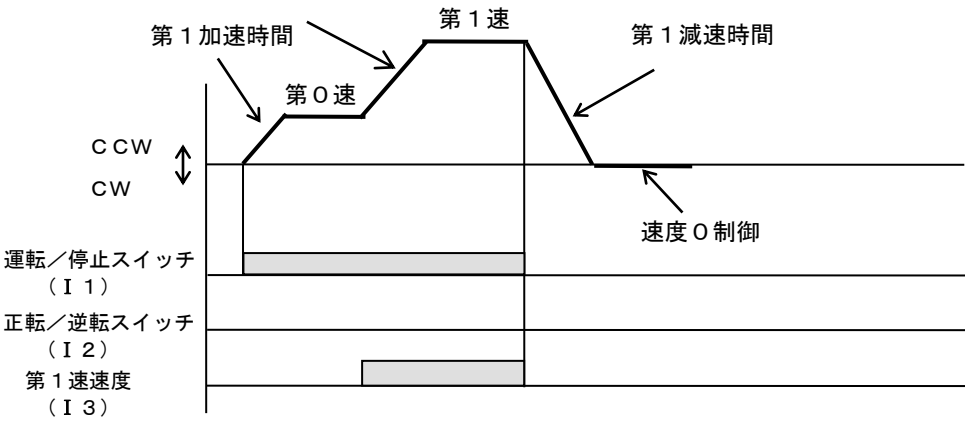 第１速
第１加速時間
第１減速時間
第０速
ＣＣＷ
ＣＷ
速度０制御
運転／停止スイッチ
（Ｉ１）
正転／逆転スイッチ
（Ｉ２）
第１速速度
（Ｉ３）